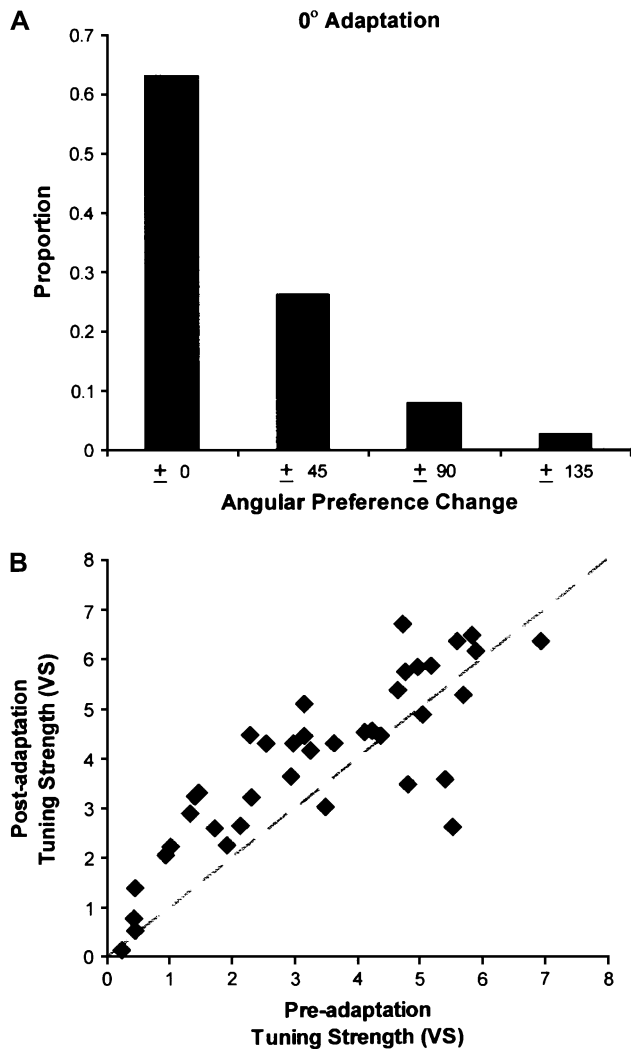 A
0° Adaptation
0.7
0.6
0.5
0.4
0.3
0.2
0.1
0
Proportion
± 0 ± 45 ± 90 ± 135
Angular Preference Change
B
8
7
6
5
4
3
2
1
0
Post-adaptation
Tuning Strength (VS)
0 1 2 3 4 5 6 7 8
Pre-adaptation
Tuning Strength (VS)